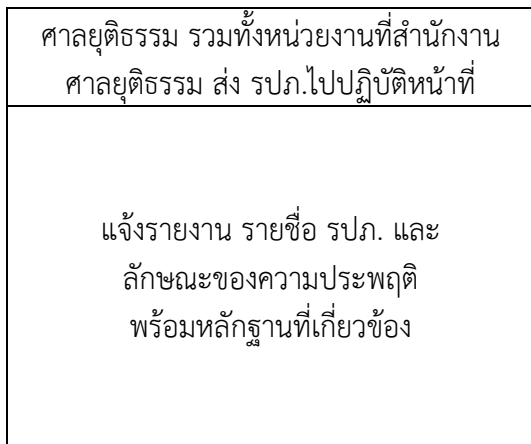 ศาลยุติธรรม รวมทั้งหน่วยงานที่สำนักงาน
ศาลยุติธรรม ส่ง รปภ.ไปปฏิบัติหน้าที่
แจ้งรายงาน รายชื่อ รปภ. และ
ลักษณะของความประพฤติ
พร้อมหลักฐานที่เกี่ยวข้อง